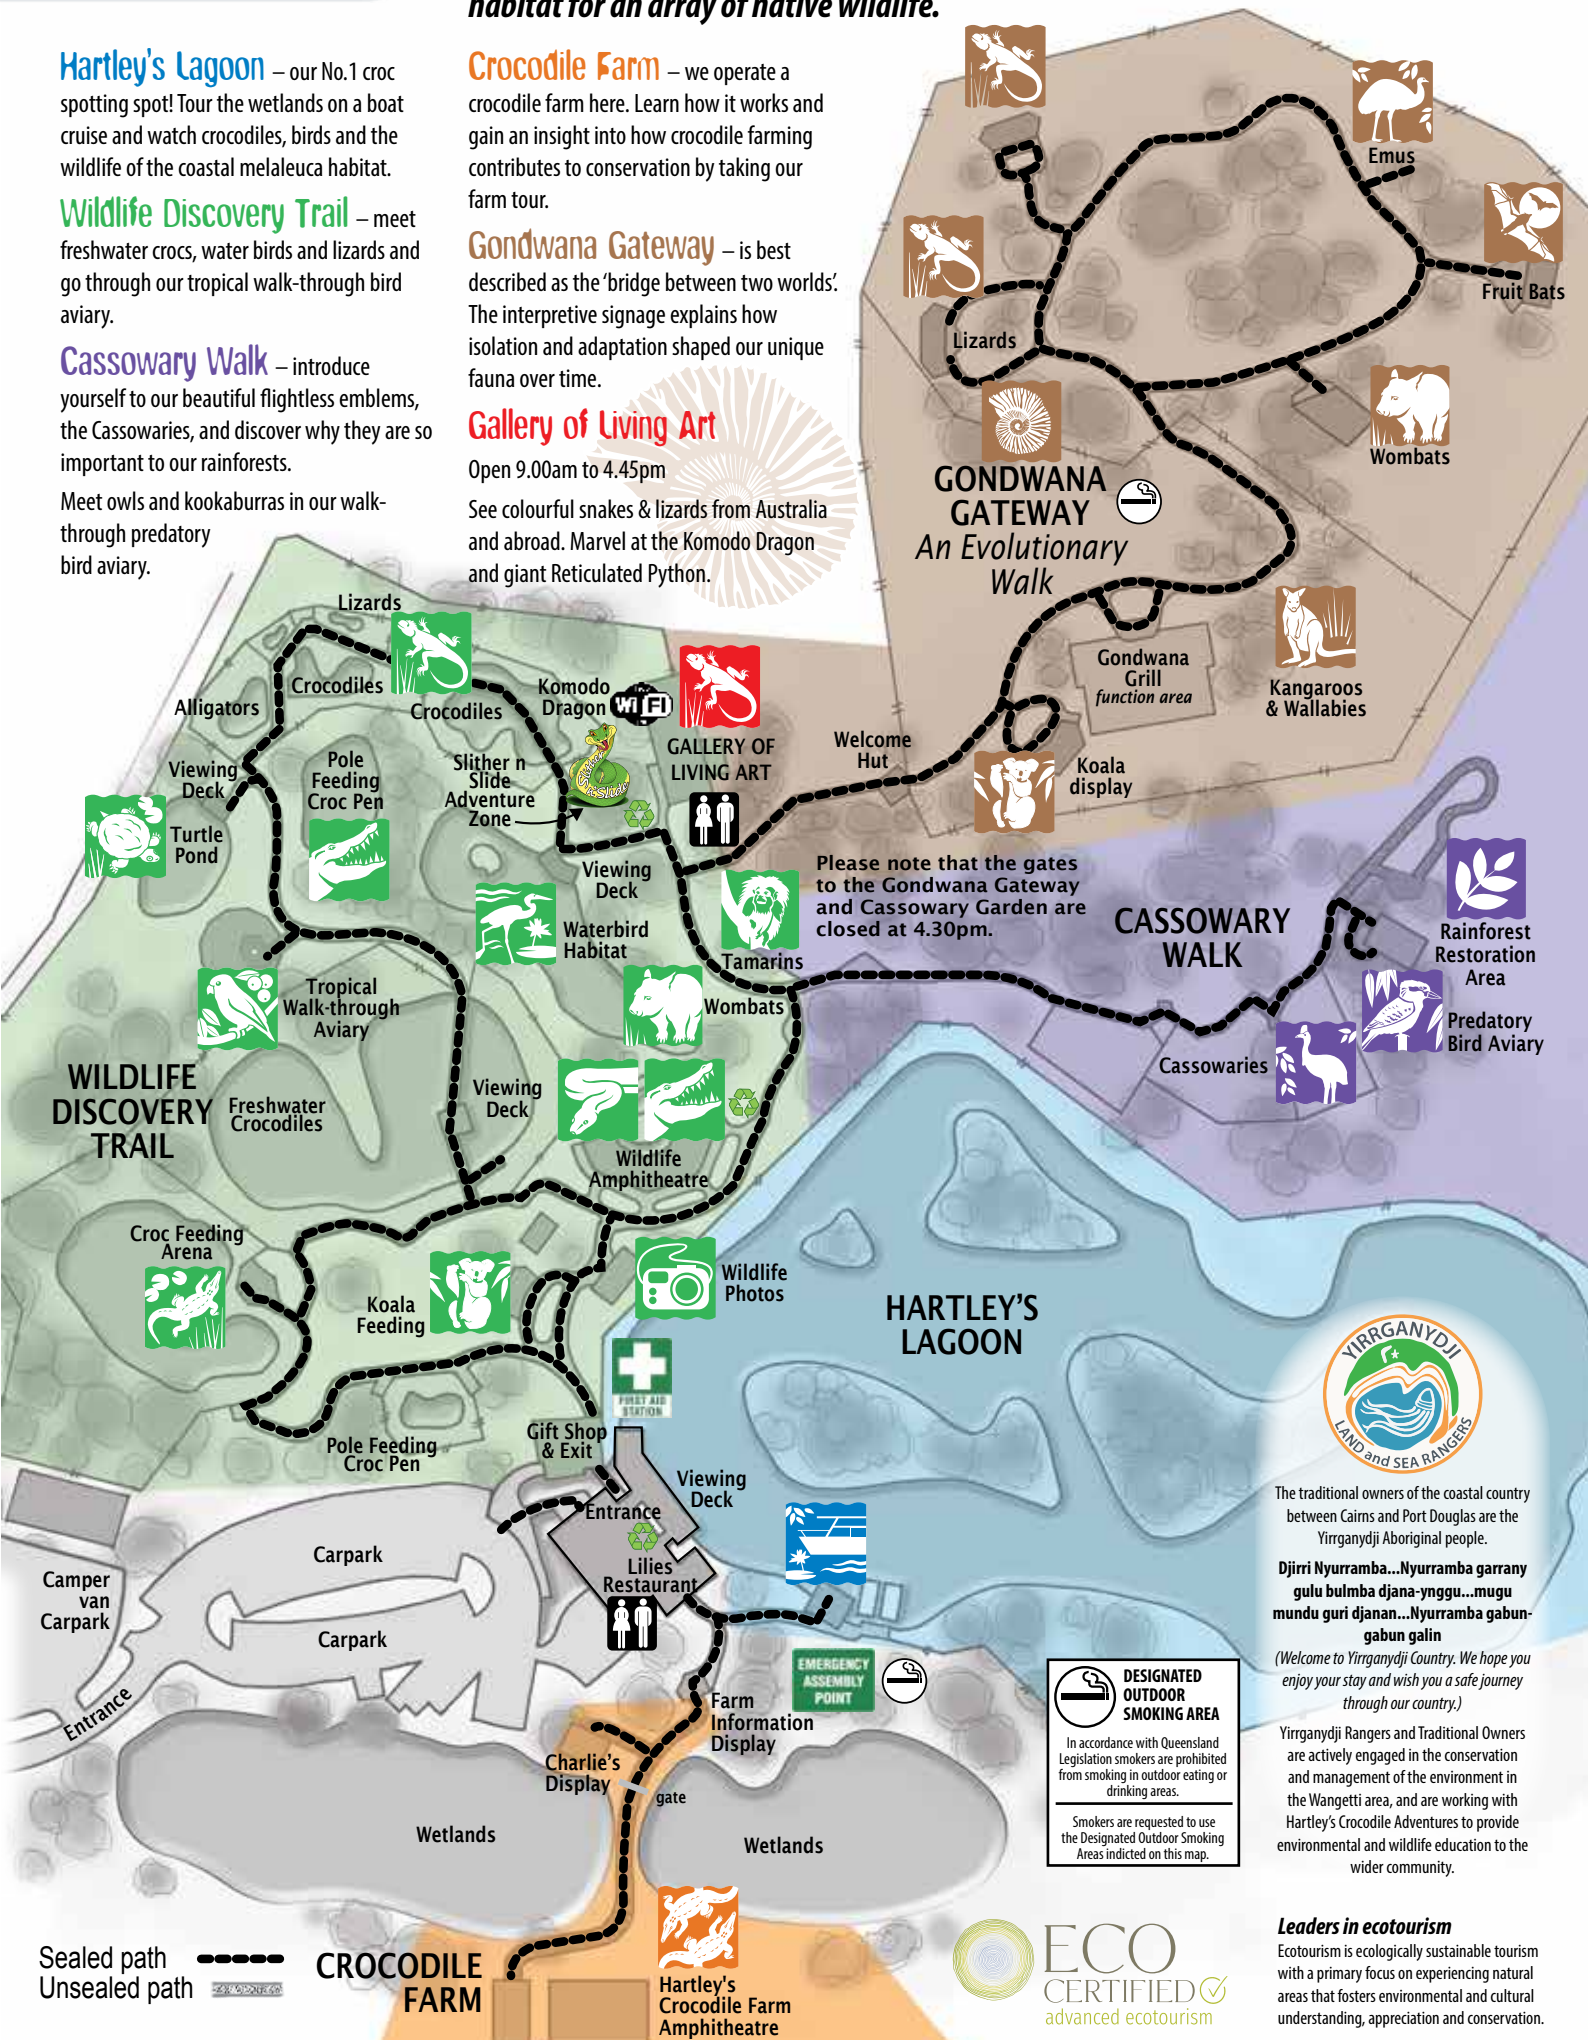 habitat for an array of native wildlife.
Hartley's Lagoon – our No.1 croc
spotting spot! Tour the wetlands on a boat
cruise and watch crocodiles, birds and the
wildlife of the coastal melaleuca habitat.
Wildlife Discovery Trail – meet
freshwater crocs, water birds and lizards and
go through our tropical walk-through bird
aviary.
Cassowary Walk – introduce
yourself to our beautiful flightless emblems,
the Cassowaries, and discover why they are so
important to our rainforests.
Meet owls and kookaburras in our walk-
through predatory
bird aviary.
Crocodile Farm – we operate a
crocodile farm here. Learn how it works and
gain an insight into how crocodile farming
contributes to conservation by taking our
farm tour.
Gondwana Gateway – is best
described as the 'bridge between two worlds'.
The interpretive signage explains how
isolation and adaptation shaped our unique
fauna over time.
Gallery of Living Art
Open 9.00am to 4.45pm
See colourful snakes & lizards from Australia
and abroad. Marvel at the Komodo Dragon
and giant Reticulated Python.
Emus
Fruit Bats
Lizards
Wombats
GONDWANA
GATEWAY
An Evolutionary
Walk
Gondwana
Grill
function area
Kangaroos
& Wallabies
Welcome
Hut
Koala
display
Lizards
Crocodiles
Alligators
Crocodiles
Komodo
Dragon
Wi FI
GALLERY OF
LIVING ART
Viewing
Deck
Pole
Feeding
Croc Pen
Slither n
Slide
Adventure
Zone
Slither
n Slide
Turtle
Pond
Viewing
Deck
Waterbird
Habitat
Tamarins
Please note that the gates
to the Gondwana Gateway
and Cassowary Garden are
closed at 4.30pm.
CASSOWARY
WALK
Rainforest
Restoration
Area
Predatory
Bird Aviary
Cassowaries
Tropical
Walk-through
Aviary
Wombats
WILDLIFE
DISCOVERY
TRAIL
Freshwater
Crocodiles
Viewing
Deck
Wildlife
Amphitheatre
Croc Feeding
Arena
Koala
Feeding
Wildlife
Photos
HARTLEY'S
LAGOON
FIRST AID
STATION
Gift Shop
& Exit
Pole Feeding
Croc Pen
Viewing
Deck
Entrance
Lilies
Restaurant
Carpark
Camper
van
Carpark
Carpark
Entrance
EMERGENCY
ASSEMBLY
POINT
Farm
Information
Display
Charlie's
Display
gate
Wetlands
Wetlands
Hartley's
Crocodile Farm
Amphitheatre
CROCODILE
FARM
Sealed path
Unsealed path
DESIGNATED
OUTDOOR
SMOKING AREA
In accordance with Queensland
Legislation smokers are prohibited
from smoking in outdoor eating or
drinking areas.
Smokers are requested to use
the Designated Outdoor Smoking
Areas indicted on this map.
ECO
CERTIFIED
advanced ecotourism
YIRRGANYDJI
LAND and SEA RANGERS
The traditional owners of the coastal country
between Cairns and Port Douglas are the
Yirrganydji Aboriginal people.
Djirri Nyurramba...Nyurramba garrany
gulu bulmba djana-ynggu...mugu
mundu guri djanan...Nyurramba gabun-
gabun galin
(Welcome to Yirrganydji Country. We hope you
enjoy your stay and wish you a safe journey
through our country.)
Yirrganydji Rangers and Traditional Owners
are actively engaged in the conservation
and management of the environment in
the Wangetti area, and are working with
Hartley's Crocodile Adventures to provide
environmental and wildlife education to the
wider community.
Leaders in ecotourism
Ecotourism is ecologically sustainable tourism
with a primary focus on experiencing natural
areas that fosters environmental and cultural
understanding, appreciation and conservation.